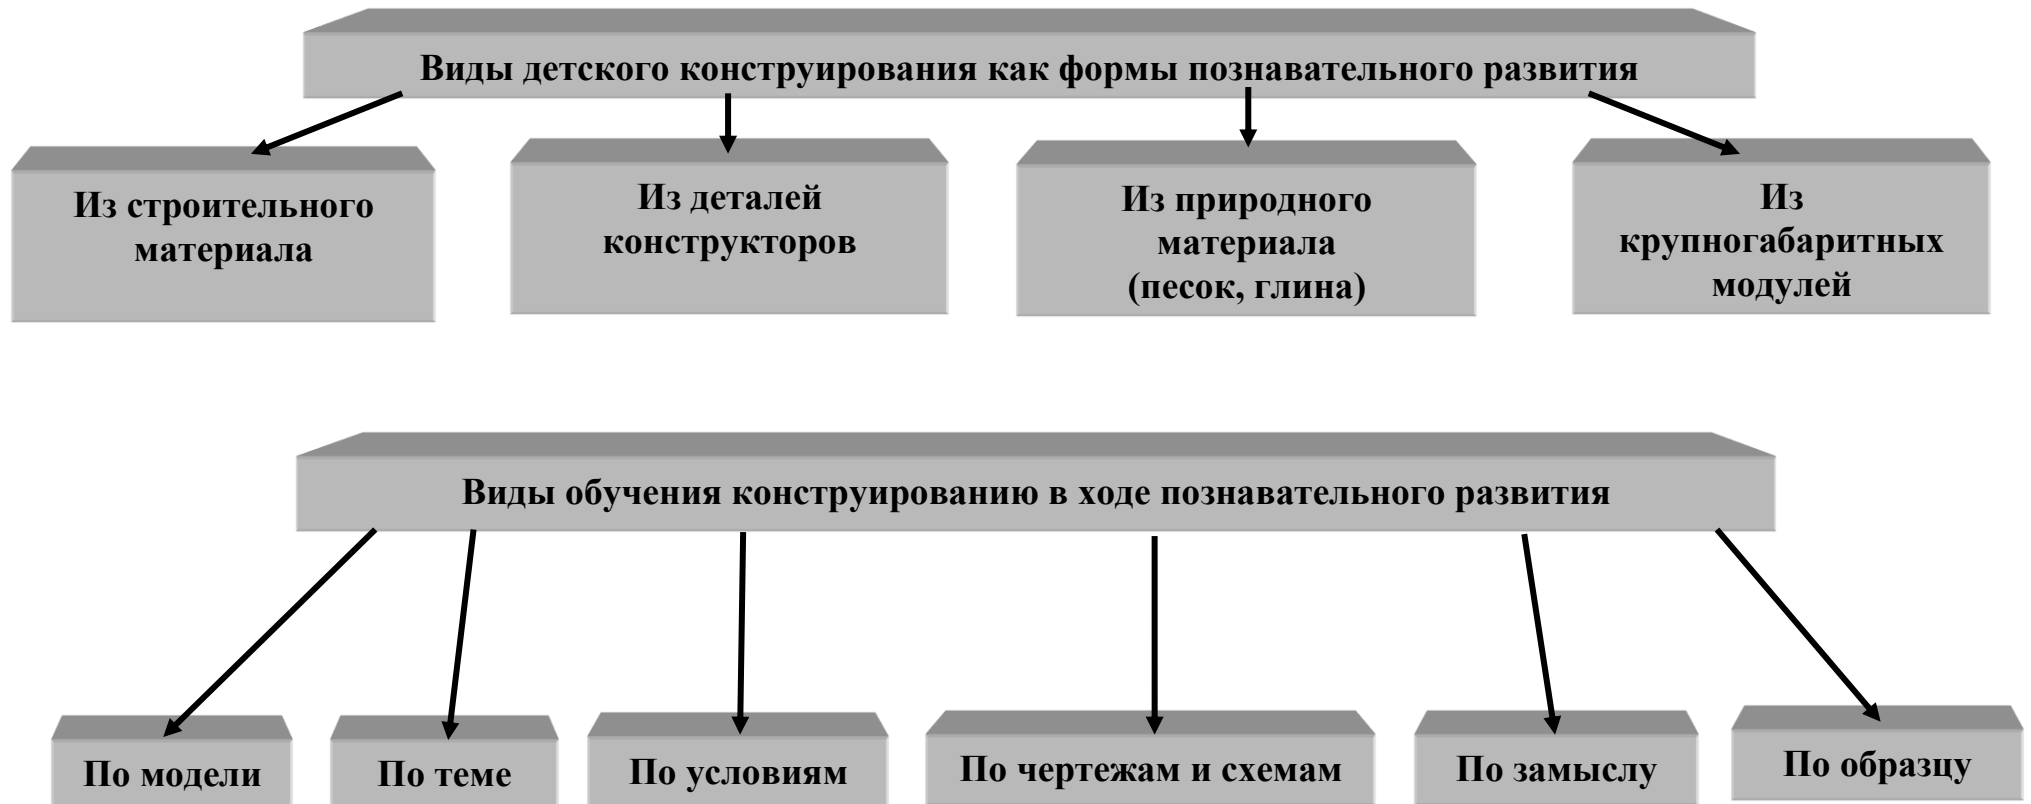 Виды детского конструирования как формы познавательного развития
Из строительного
материала
Из деталей
конструкторов
Из природного
материала
(песок, глина)
Из
крупногабаритных
модулей
Виды обучения конструированию в ходе познавательного развития
По модели
По теме
По условиям
По чертежам и схемам
По замыслу
По образцу